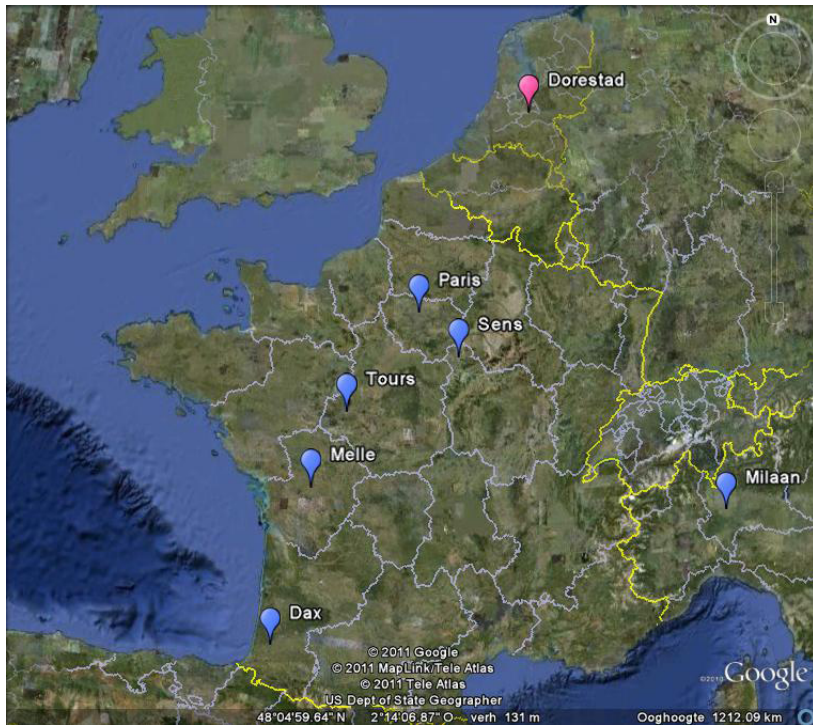 N
Dorestad
Paris
Sens
Tours
Melle
Milaan
Dax
© 2011 Google
© 2011 MapLink/Tele Atlas
© 2011 Tele Atlas
US Dept of State Geographer
©2010 Google
48°04'59.64" N 2°14'06.87" O verh 131 m Ooghoogte 1212.09 km